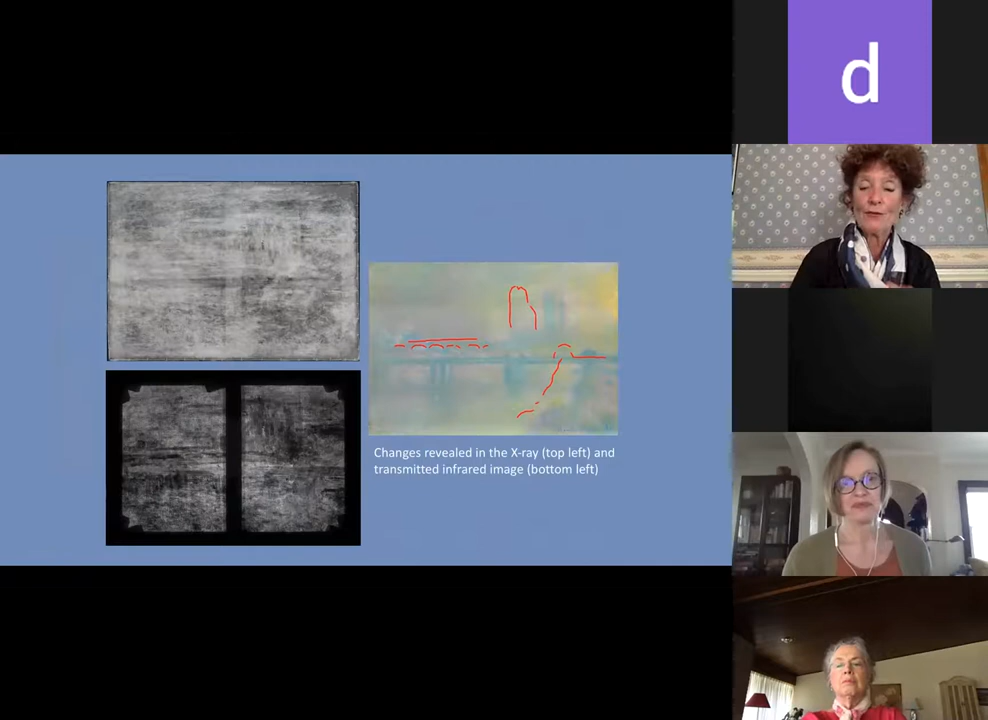 d
Changes revealed in the X-ray (top left) and
transmitted infrared image (bottom left)